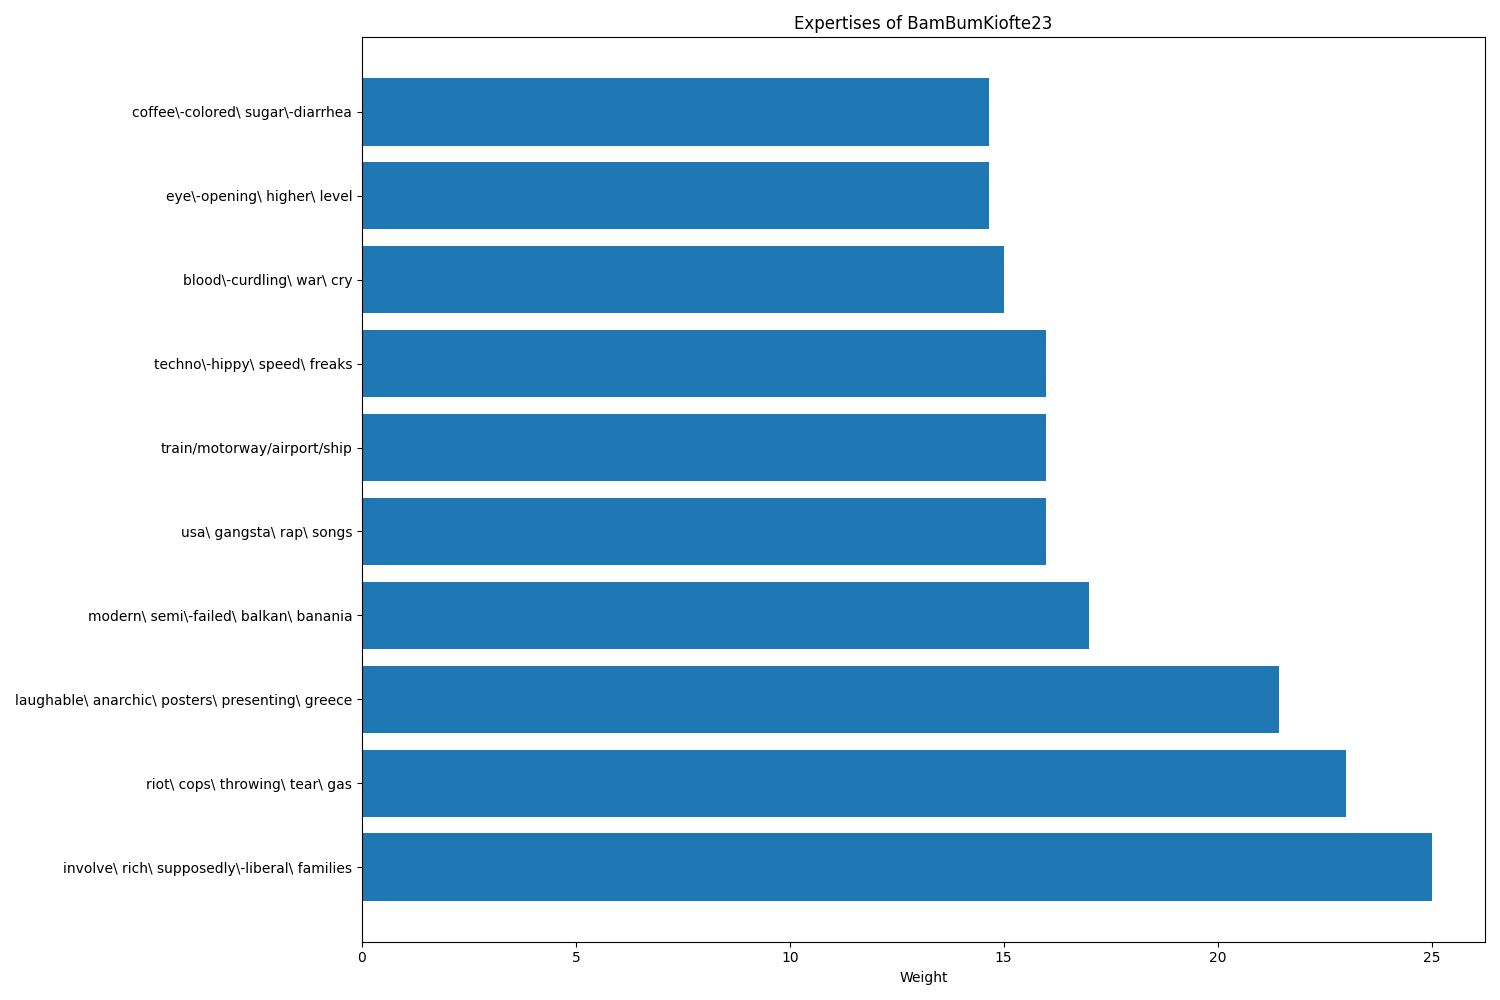 Expertises of BamBumKiofte23
coffee\-colored\ sugar\-diarrhea
eye\-opening\ higher\ level
blood\-curdling\ war\ cry
techno\-hippy\ speed\ freaks
train/motorway/airport/ship
usa\ gangsta\ rap\ songs
modern\ semi\-failed\ balkan\ banania
laughable\ anarchic\ posters\ presenting\ greece
riot\ cops\ throwing\ tear\ gas
involve\ rich\ supposedly\-liberal\ families
0 5 10 15 20 25
Weight